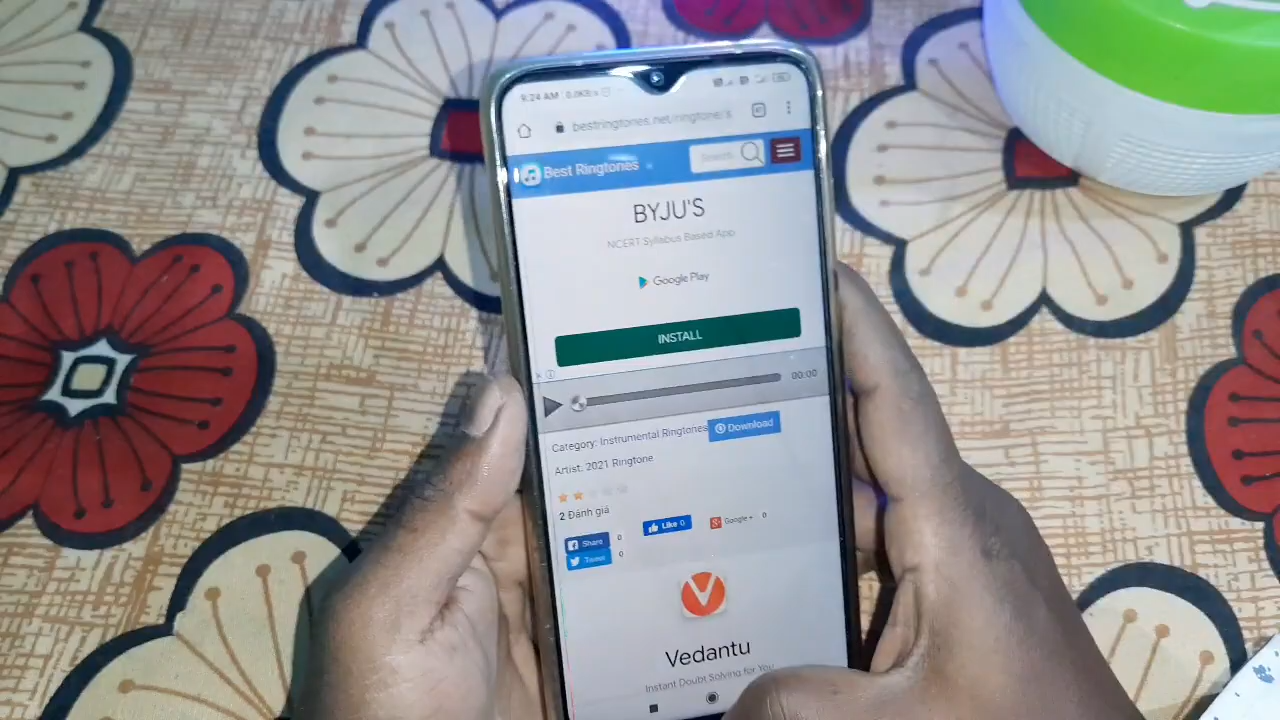 9:24 AM
bestringtones.net/ringtone/s
Best Ringtones
Search
BYJU'S
NCERT Syllabus Based App
Google Play
INSTALL
00:00
Category: Instrumental Ringtones
Download
Artist: 2021 Ringtone
2 Đánh giá
Share 0
Like 0
Google + 0
Tweet 0
Vedantu
Instant Doubt Solving for You